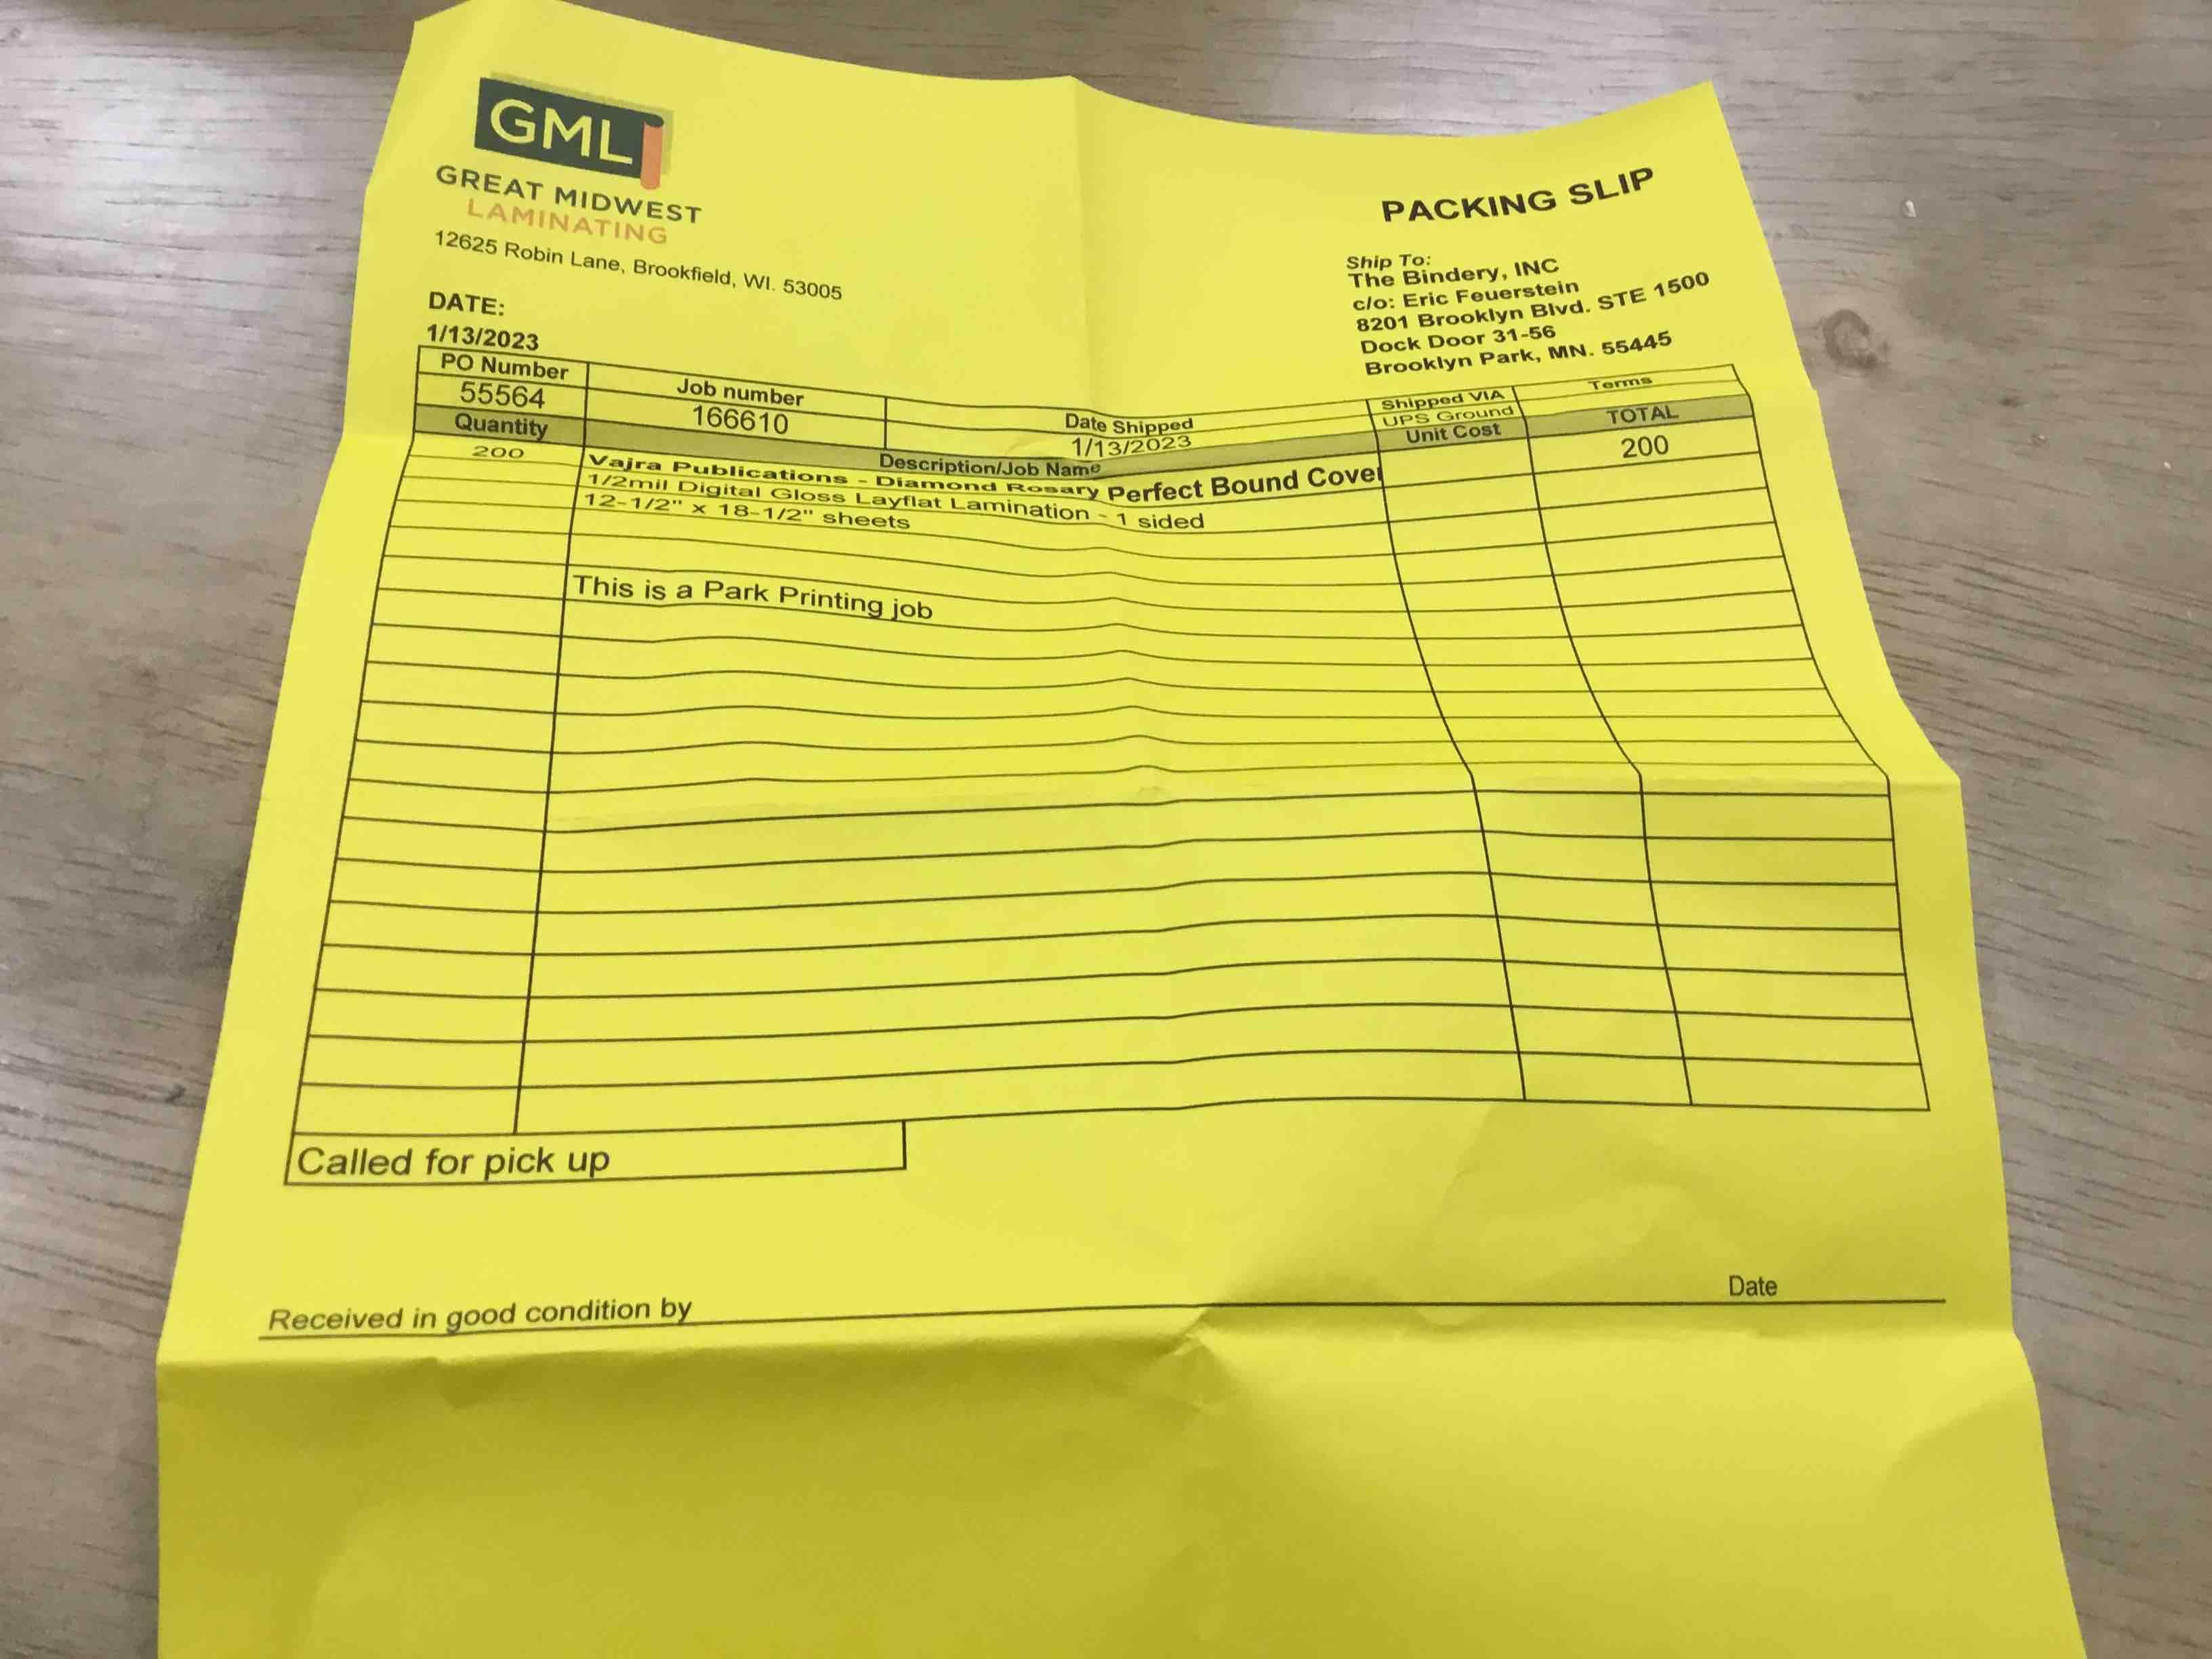 GML
GREAT MIDWEST
LAMINATING
12625 Robin Lane, Brookfield, WI. 53005
PACKING SLIP
Ship To:
The Bindery, INC
c/o: Eric Feuerstein
8201 Brooklyn Blvd. STE 1500
Dock Door 31-56
Brooklyn Park, MN. 55445
DATE:
1/13/2023
PO Number Job number Date Shipped Shipped VIA Terms
55564 166610 1/13/2023 UPS Ground
Quantity Description/Job Name Unit Cost TOTAL
200 Vajra Publications - Diamond Rosary Perfect Bound Cover 200
1/2mil Digital Gloss Layflat Lamination - 1 sided
12-1/2" x 18-1/2" sheets
This is a Park Printing job
Called for pick up
Received in good condition by Date